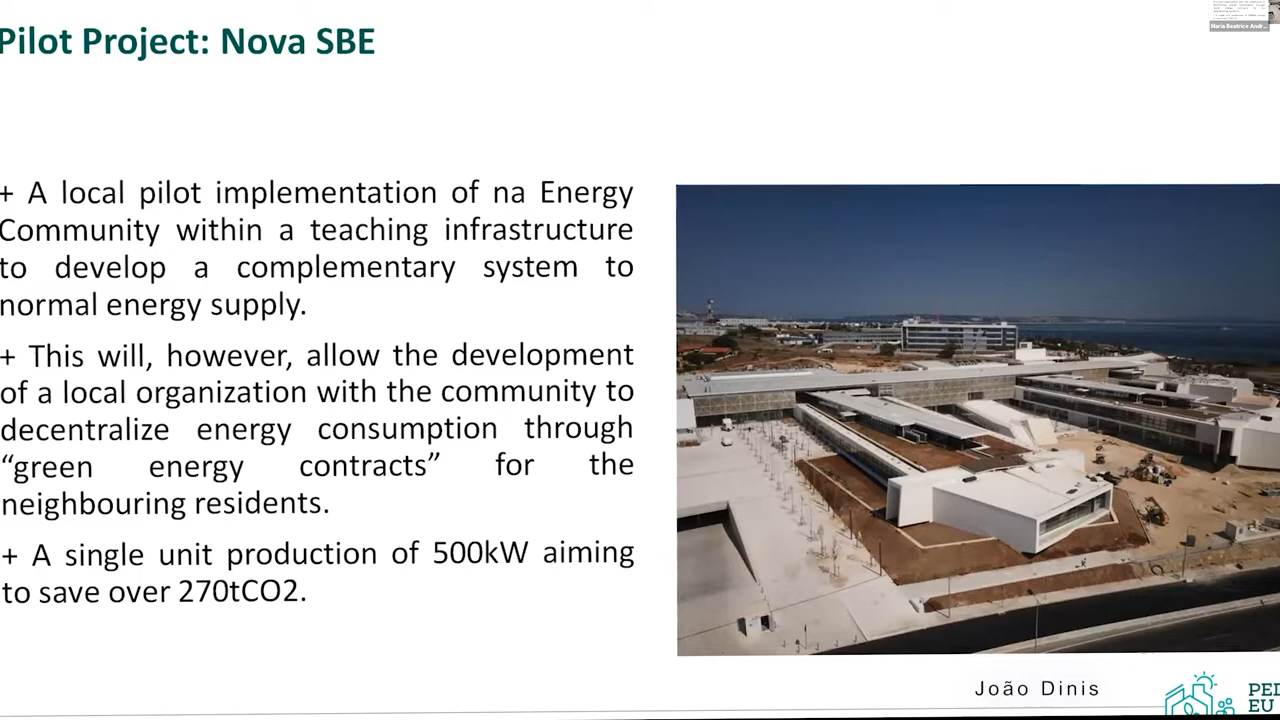 Pilot Project: Nova SBE
Maria Beatrice Andr...
+ A local pilot implementation of na Energy
Community within a teaching infrastructure
to develop a complementary system to
normal energy supply.
+ This will, however, allow the development
of a local organization with the community to
decentralize energy consumption through
“green energy contracts” for the
neighbouring residents.
+ A single unit production of 500kW aiming
to save over 270tCO2.
João Dinis
PED
EU